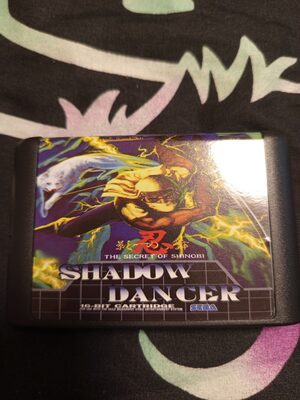 忍
THE SECRET OF SHINOBI
SHADOW
DANCER
16-BIT CARTRIDGE
SEGA